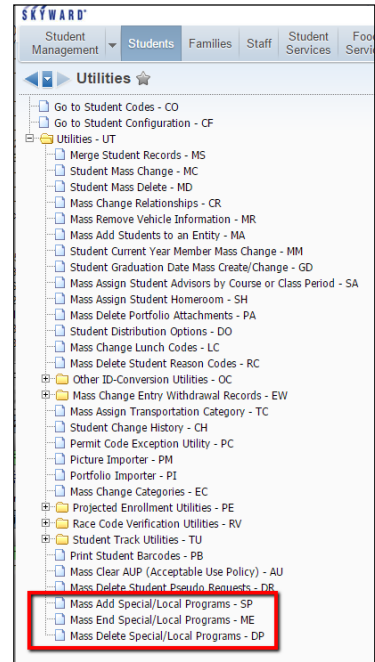 SKYWARD®
Student Management Students Families Staff Student Services
Utilities
Go to Student Codes - CO
Go to Student Configuration - CF
Utilities - UT
Merge Student Records - MS
Student Mass Change - MC
Student Mass Delete - MD
Mass Change Relationships - CR
Mass Remove Vehicle Information - MR
Mass Add Students to an Entity - MA
Student Current Year Member Mass Change - MM
Student Graduation Date Mass Create/Change - GD
Mass Assign Student Advisors by Course or Class Period - SA
Mass Assign Student Homeroom - SH
Mass Delete Portfolio Attachments - PA
Student Distribution Options - DO
Mass Change Lunch Codes - LC
Mass Delete Student Reason Codes - RC
Other ID-Conversion Utilities - OC
Mass Change Entry Withdrawal Records - EW
Mass Assign Transportation Category - TC
Student Change History - CH
Permit Code Exception Utility - PC
Picture Importer - PM
Portfolio Importer - PI
Mass Change Categories - EC
Projected Enrollment Utilities - PE
Race Code Verification Utilities - RV
Student Track Utilities - TU
Print Student Barcodes - PB
Mass Clear AUP (Acceptable Use Policy) - AU
Mass Delete Student Pseudo Requests - DR
Mass Add Special/Local Programs - SP
Mass End Special/Local Programs - ME
Mass Delete Special/Local Programs - DP